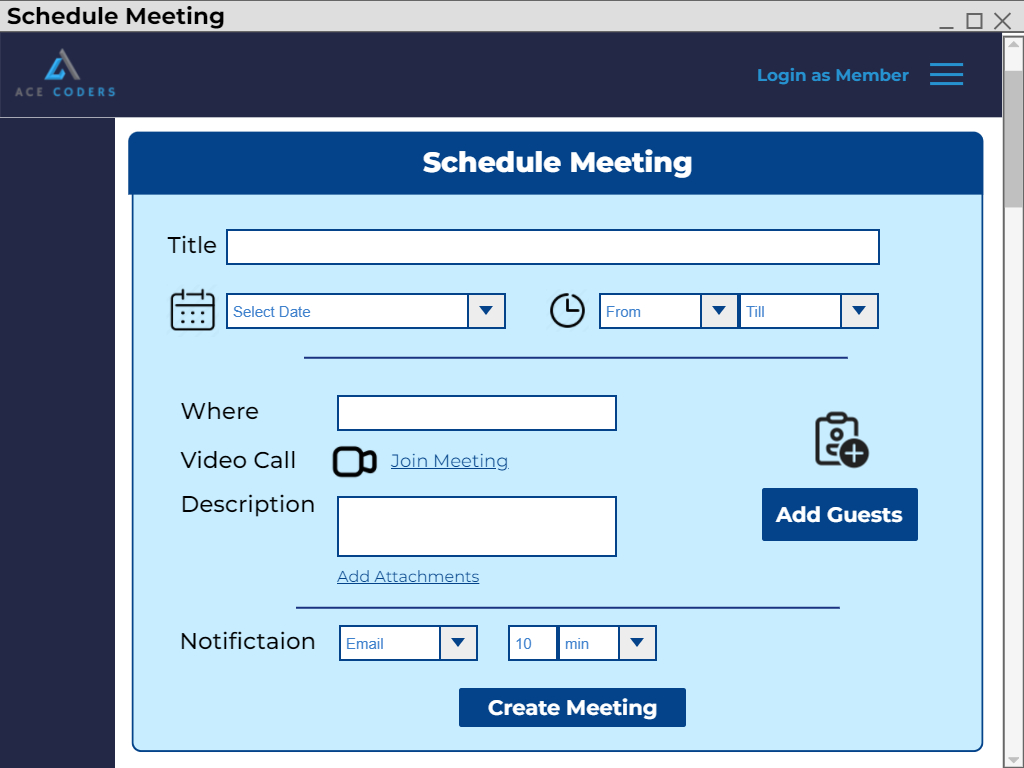 Schedule Meeting
ACE CODERS
Login as Member
Schedule Meeting
Title
Select Date
From
Till
Where
Video Call
Join Meeting
Description
Add Guests
Add Attachments
Notifictaion
Email
10
min
Create Meeting